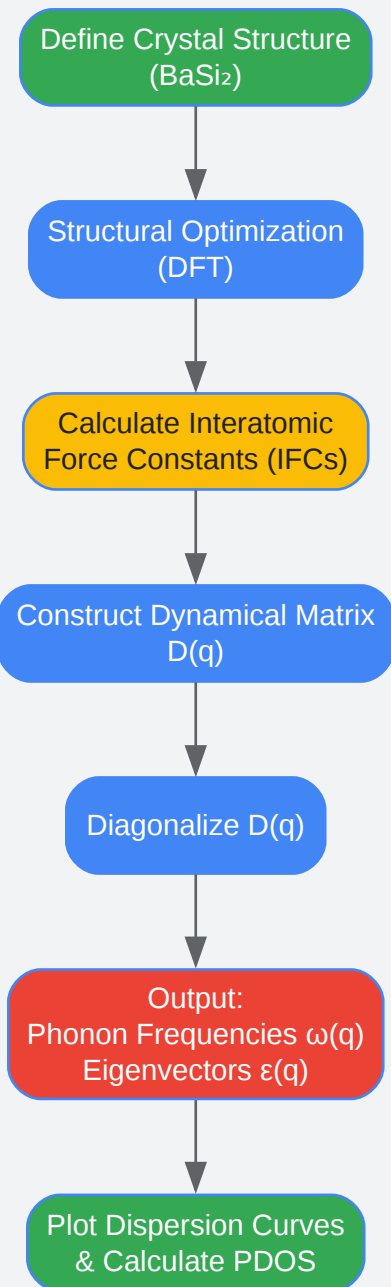 Define Crystal Structure
(BaSi₂)
Structural Optimization
(DFT)
Calculate Interatomic
Force Constants (IFCs)
Construct Dynamical Matrix
D(q)
Diagonalize D(q)
Output:
Phonon Frequencies ω(q)
Eigenvectors ε(q)
Plot Dispersion Curves
& Calculate PDOS